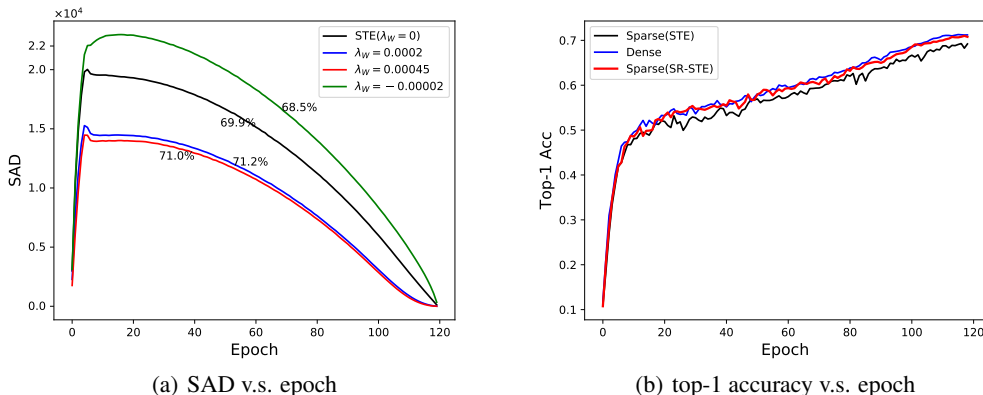 ×10⁴
2.2
2.0
1.5
1.0
0.5
0.0
SAD
0 20 40 60 80 100 120
Epoch
STE(λ_W = 0)
λ_W = 0.0002
λ_W = 0.00045
λ_W = − 0.00002
68.5%
69.9%
71.2%
71.0%
(a) SAD v.s. epoch
0.7
0.6
0.5
0.4
0.3
0.2
0.1
Top-1 Acc
0 20 40 60 80 100 120
Epoch
Sparse(STE)
Dense
Sparse(SR-STE)
(b) top-1 accuracy v.s. epoch